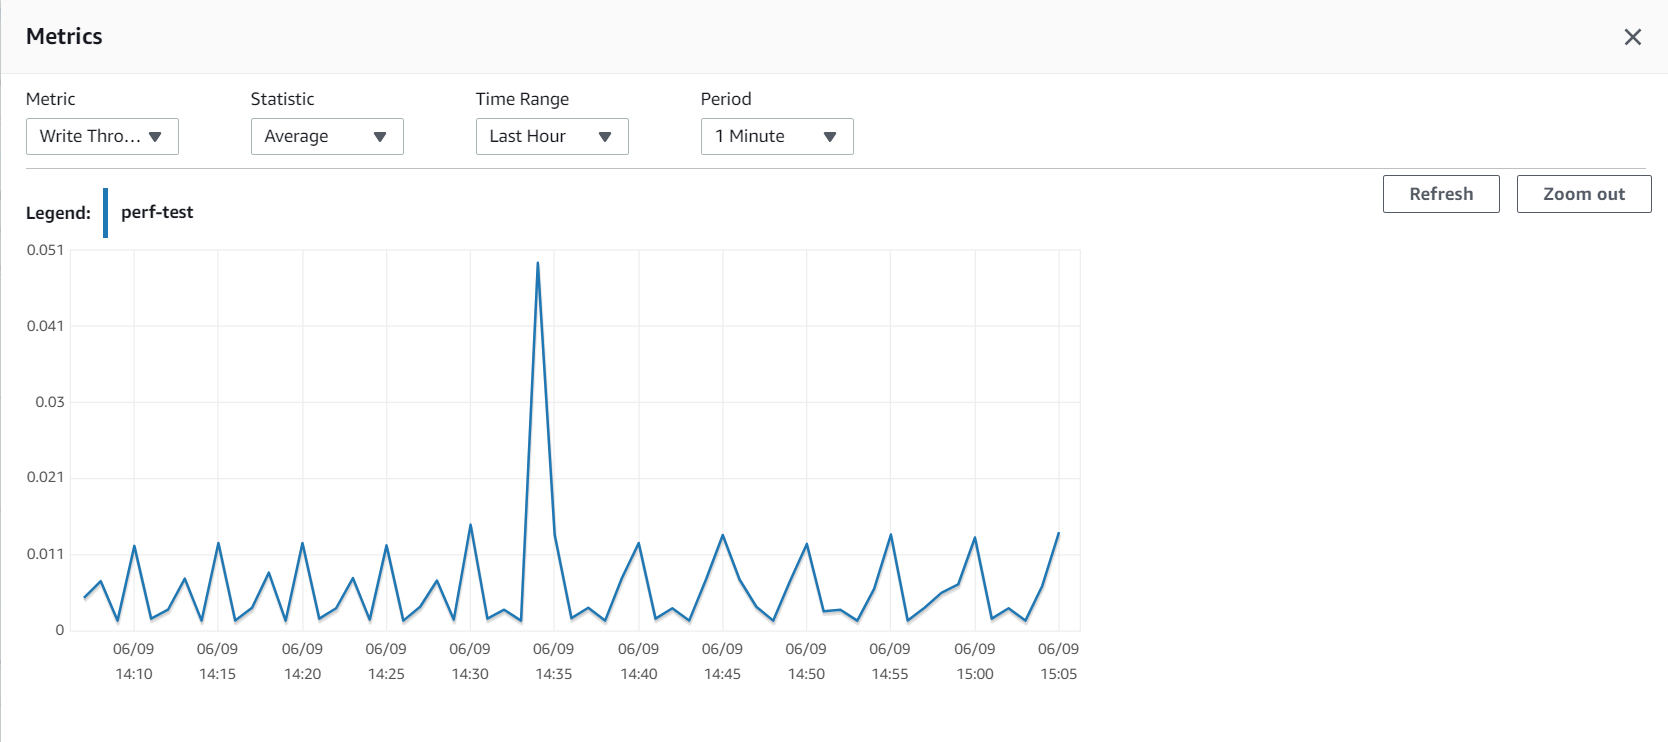 Metrics
Metric Statistic Time Range Period
Write Thro... Average Last Hour 1 Minute
Refresh Zoom out
Legend: perf-test
0.051
0.041
0.03
0.021
0.011
0
06/09 06/09 06/09 06/09 06/09 06/09 06/09 06/09 06/09 06/09 06/09 06/09
14:10 14:15 14:20 14:25 14:30 14:35 14:40 14:45 14:50 14:55 15:00 15:05